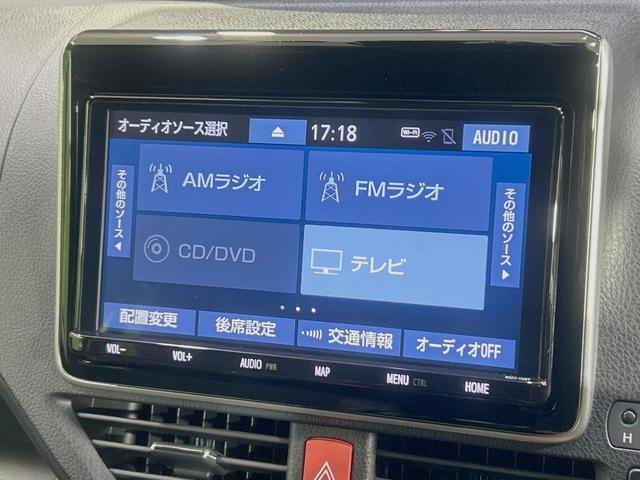 オーディオソース選択 17:18 Wi-Fi AUDIO
その他のソース AMラジオ FMラジオ その他のソース
CD/DVD テレビ
配置変更 後席設定 交通情報 オーディオOFF
VOL- VOL+ AUDIO PWR MAP MENU CTRL HOME
H